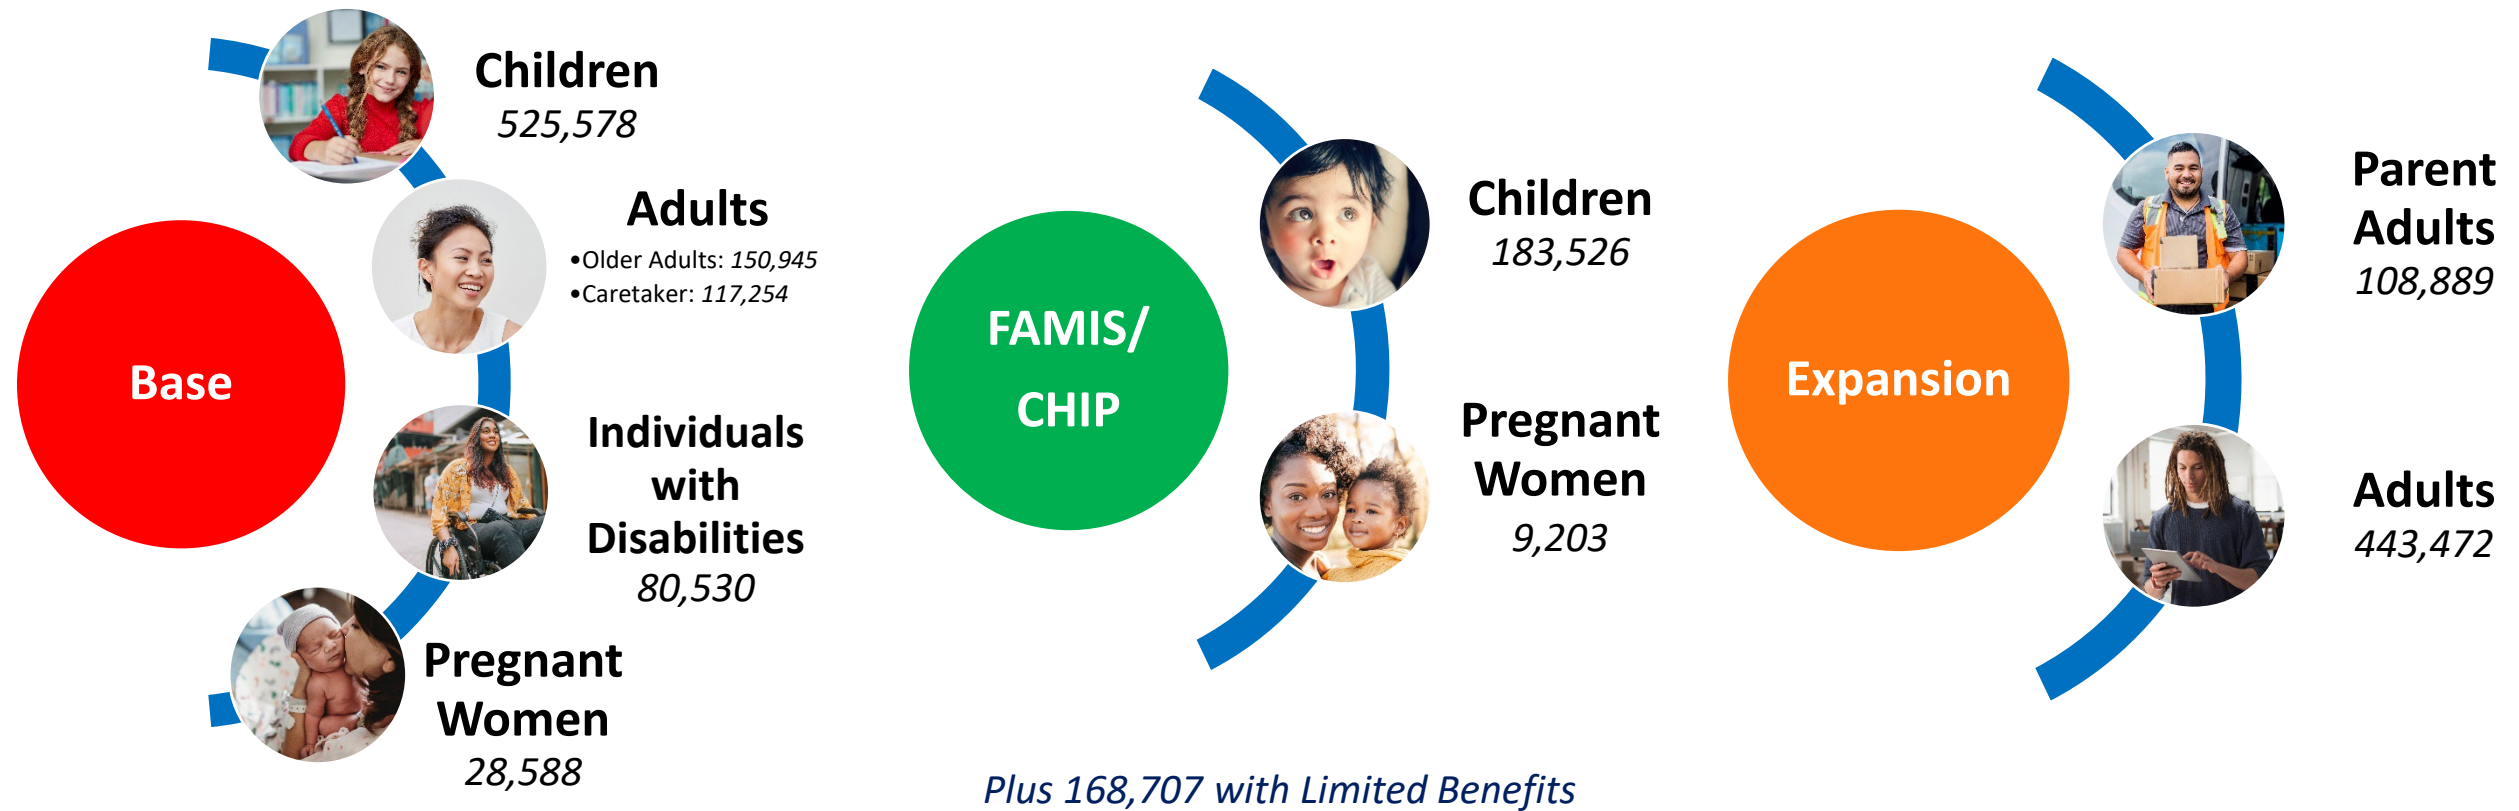 Base
Children
525,578
Adults
•Older Adults: 150,945
•Caretaker: 117,254
Individuals
with
Disabilities
80,530
Pregnant
Women
28,588
FAMIS/
CHIP
Children
183,526
Pregnant
Women
9,203
Expansion
Parent
Adults
108,889
Adults
443,472
Plus 168,707 with Limited Benefits